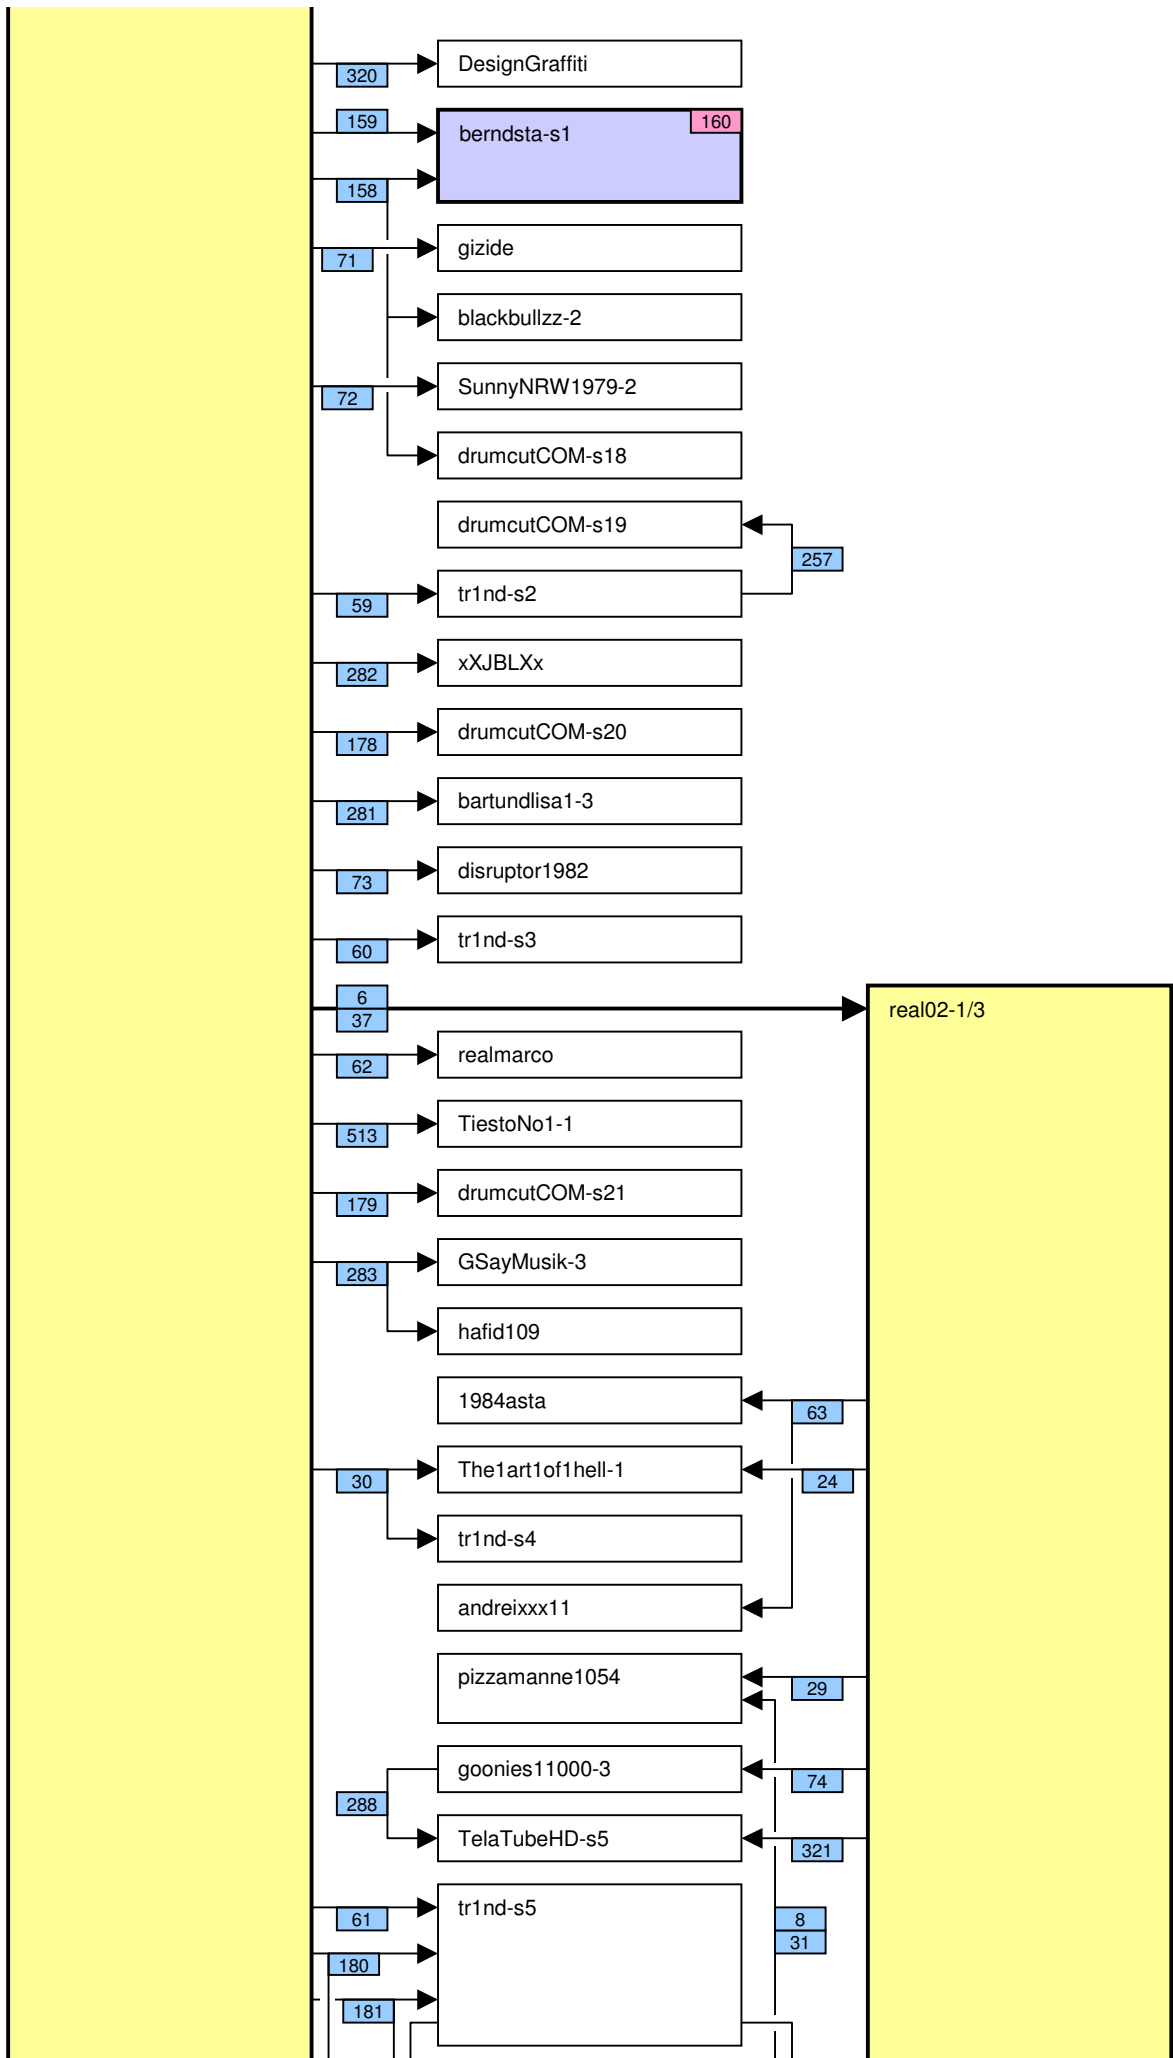 DesignGraffiti
320
159
berndsta-s1
160
158
gizide
71
blackbullzz-2
SunnyNRW1979-2
72
drumcutCOM-s18
drumcutCOM-s19
257
tr1nd-s2
59
xXJBLXx
282
drumcutCOM-s20
178
bartundlisa1-3
281
disruptor1982
73
tr1nd-s3
60
6
real02-1/3
37
realmarco
62
TiestoNo1-1
513
drumcutCOM-s21
179
GSayMusik-3
283
hafid109
1984asta
63
The1art1of1hell-1
30
24
tr1nd-s4
andreixxx11
pizzamanne1054
29
goonies11000-3
74
288
TelaTubeHD-s5
321
tr1nd-s5
61
8
31
180
181